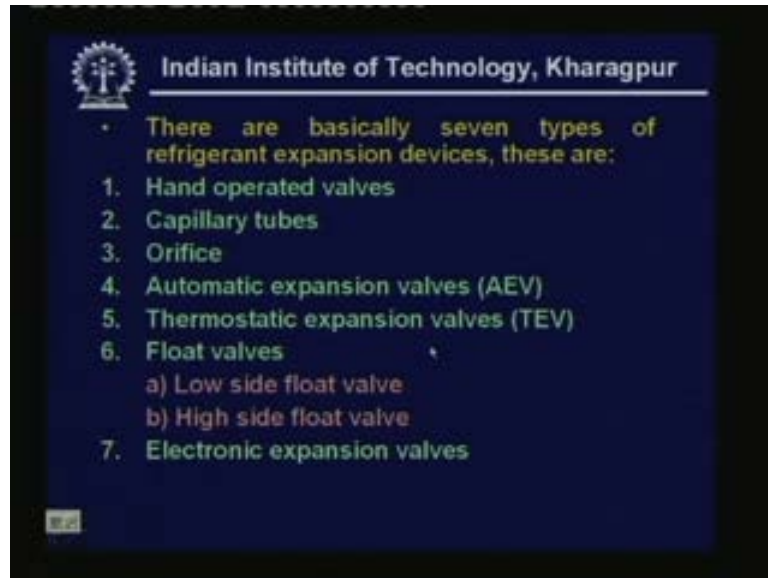 Indian Institute of Technology, Kharagpur
• There are basically seven types of
refrigerant expansion devices, these are:
1. Hand operated valves
2. Capillary tubes
3. Orifice
4. Automatic expansion valves (AEV)
5. Thermostatic expansion valves (TEV)
6. Float valves
a) Low side float valve
b) High side float valve
7. Electronic expansion valves